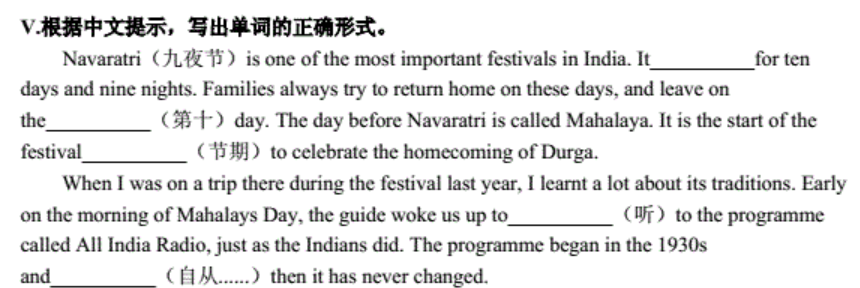 V.根据中文提示，写出单词的正确形式。
Navaratri（九夜节）is one of the most important festivals in India. It__________for ten
days and nine nights. Families always try to return home on these days, and leave on
the__________（第十）day. The day before Navaratri is called Mahalaya. It is the start of the
festival__________（节期）to celebrate the homecoming of Durga.
When I was on a trip there during the festival last year, I learnt a lot about its traditions. Early
on the morning of Mahalays Day, the guide woke us up to__________（听）to the programme
called All India Radio, just as the Indians did. The programme began in the 1930s
and__________（自从......）then it has never changed.